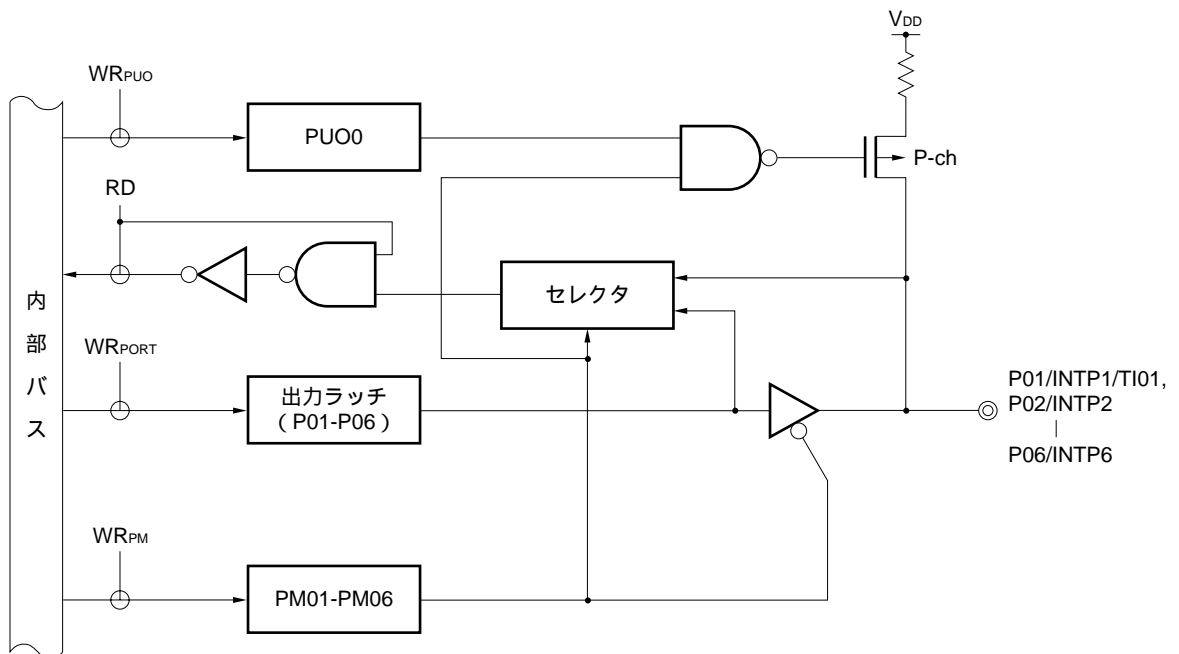 VDD
WRPUO
PUO0
P-ch
RD
セレクタ
内部バス
WRPORT
出力ラッチ
(P01-P06)
P01/INTP1/TI01,
P02/INTP2
|
P06/INTP6
WRPM
PM01-PM06